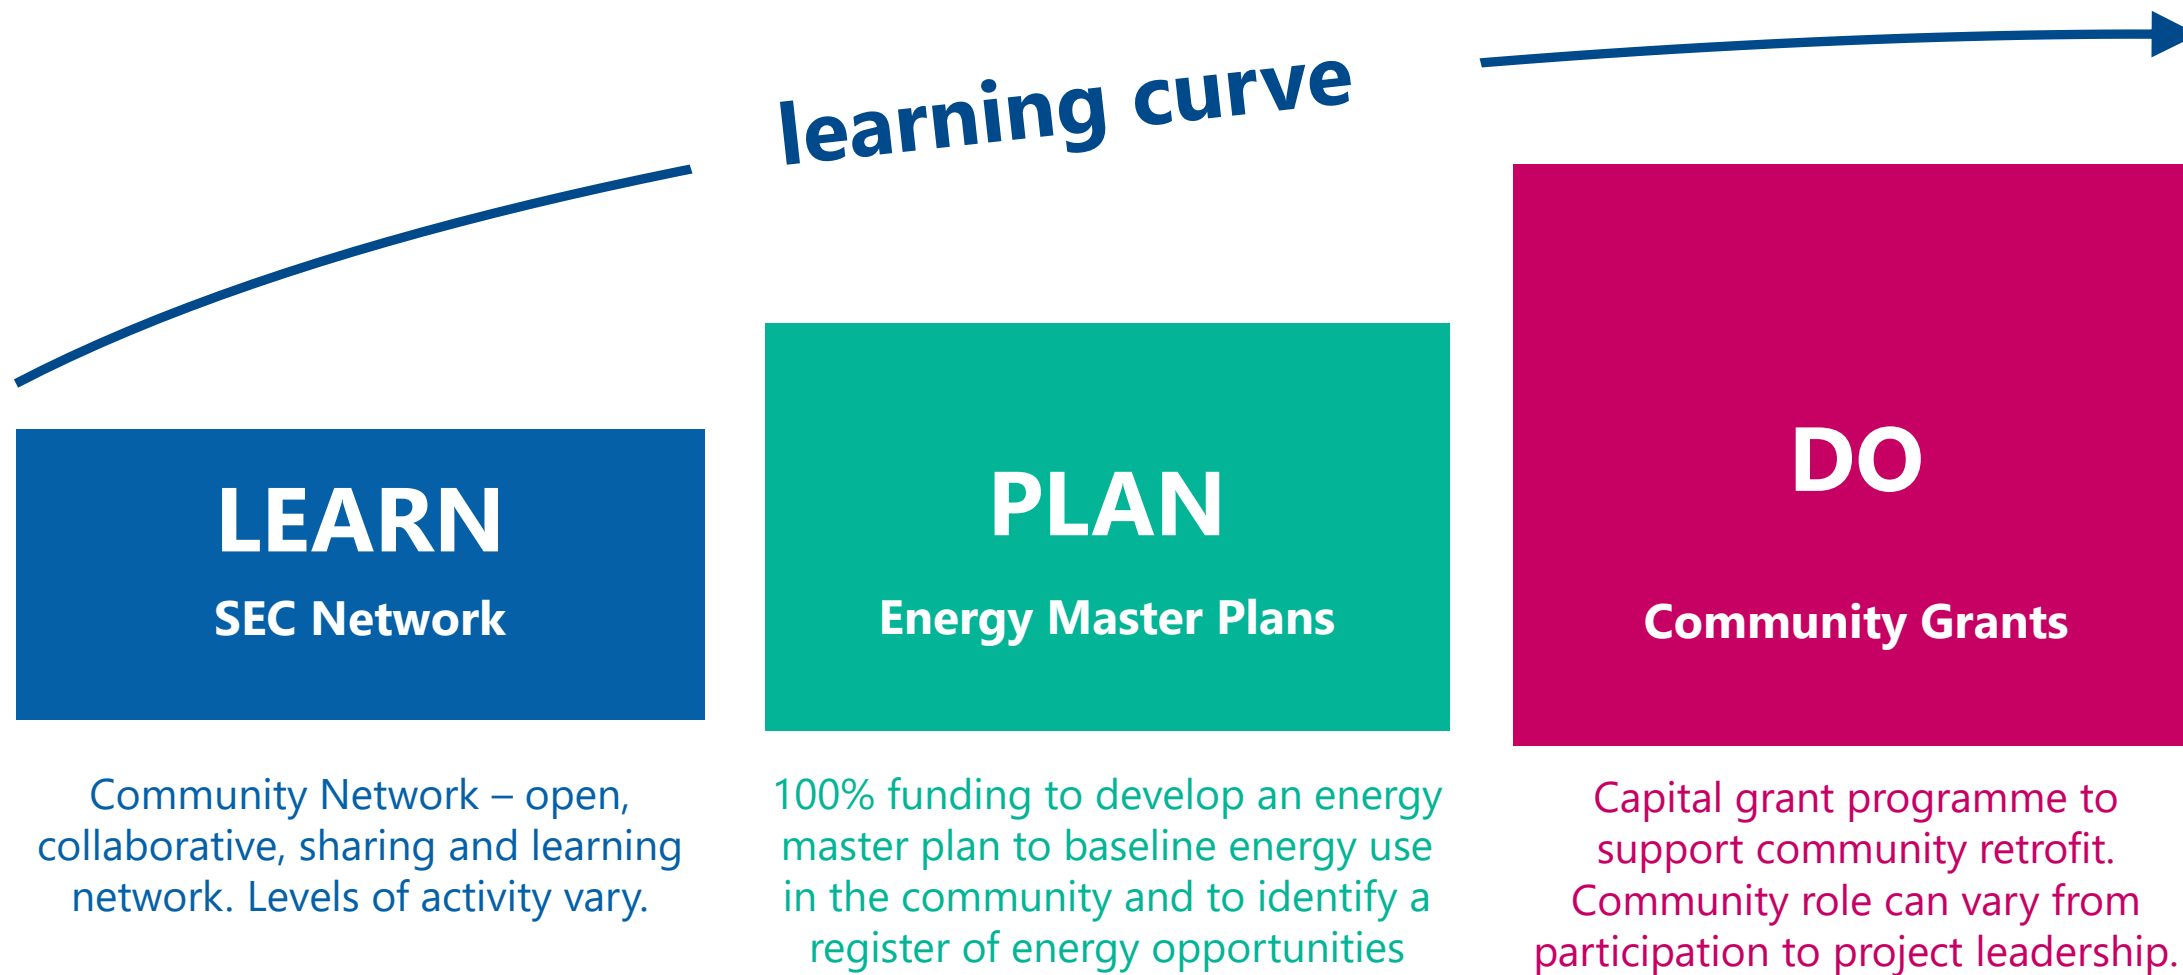 learning curve
LEARN
SEC Network
Community Network – open,
collaborative, sharing and learning
network. Levels of activity vary.
PLAN
Energy Master Plans
100% funding to develop an energy
master plan to baseline energy use
in the community and to identify a
register of energy opportunities
DO
Community Grants
Capital grant programme to
support community retrofit.
Community role can vary from
participation to project leadership.